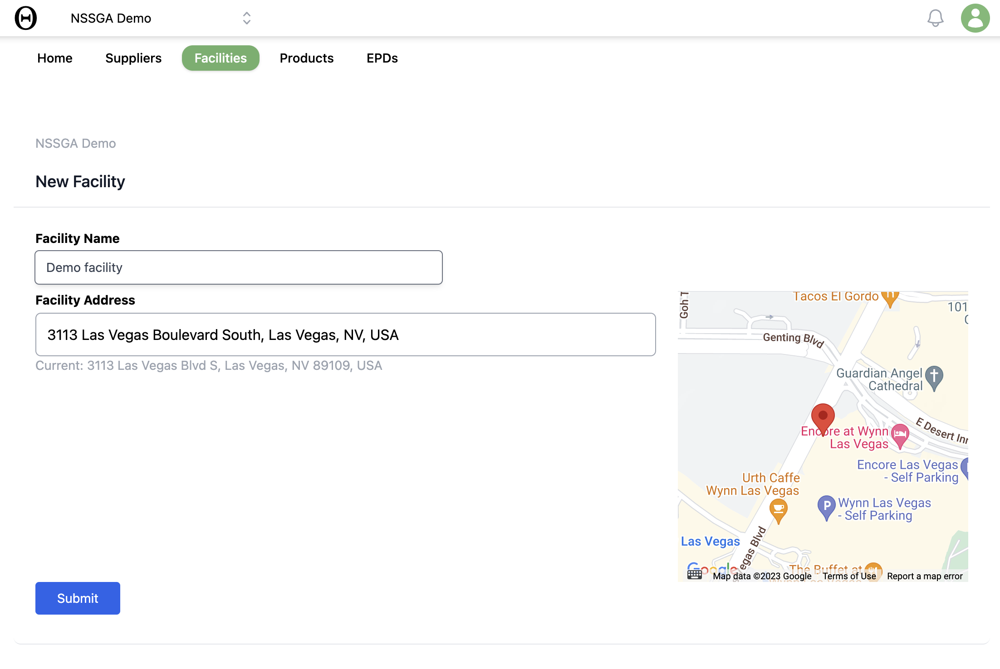 NSSGA Demo
Home
Suppliers
Facilities
Products
EPDs
NSSGA Demo
New Facility
Facility Name
Demo facility
Facility Address
3113 Las Vegas Boulevard South, Las Vegas, NV, USA
Current: 3113 Las Vegas Blvd S, Las Vegas, NV 89109, USA
Goh T
Tacos El Gordo
101
Genting Blvd
Guardian Angel
Cathedral
E Desert Inn
Encore at Wynn
Las Vegas
Encore Las Vegas
- Self Parking
Urth Caffe
Wynn Las Vegas
P
Wynn Las Vegas
- Self Parking
Las Vegas
egas Blvd
The Buffet at
Wynn Las Vegas
Google
Map data ©2023 Google
Terms of Use
Report a map error
Submit